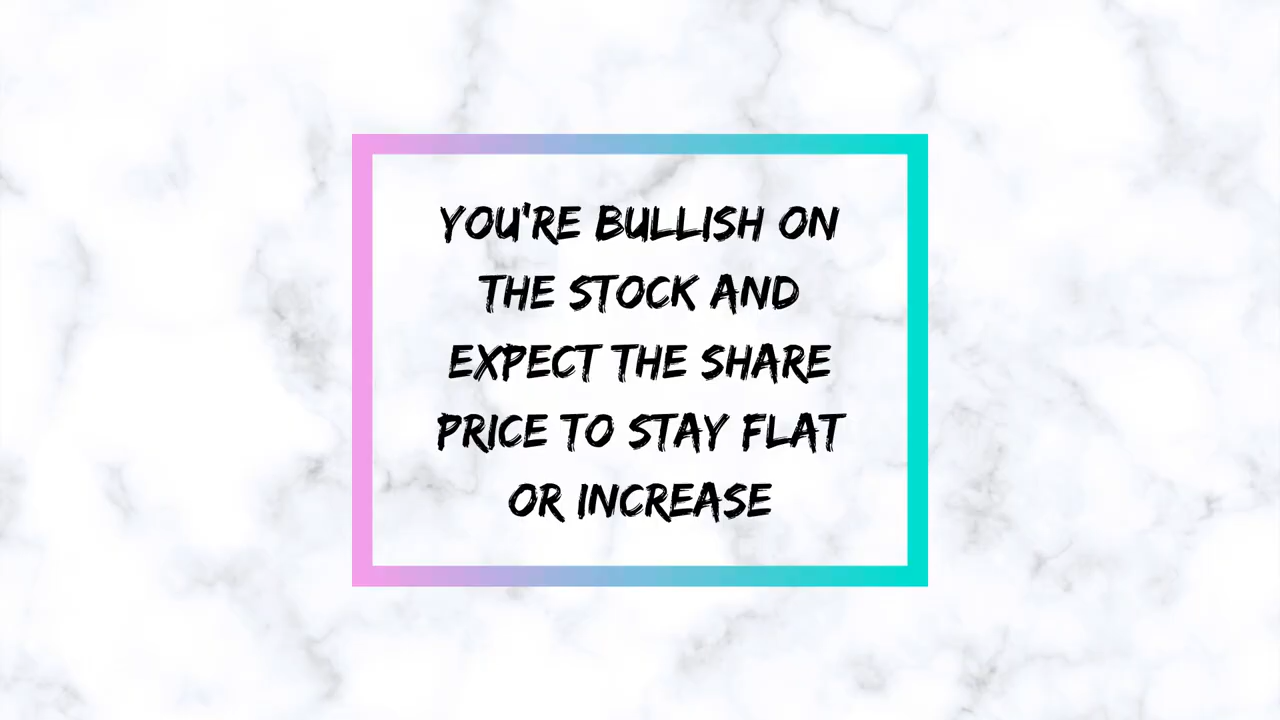 YOU'RE BULLISH ON
THE STOCK AND
EXPECT THE SHARE
PRICE TO STAY FLAT
OR INCREASE